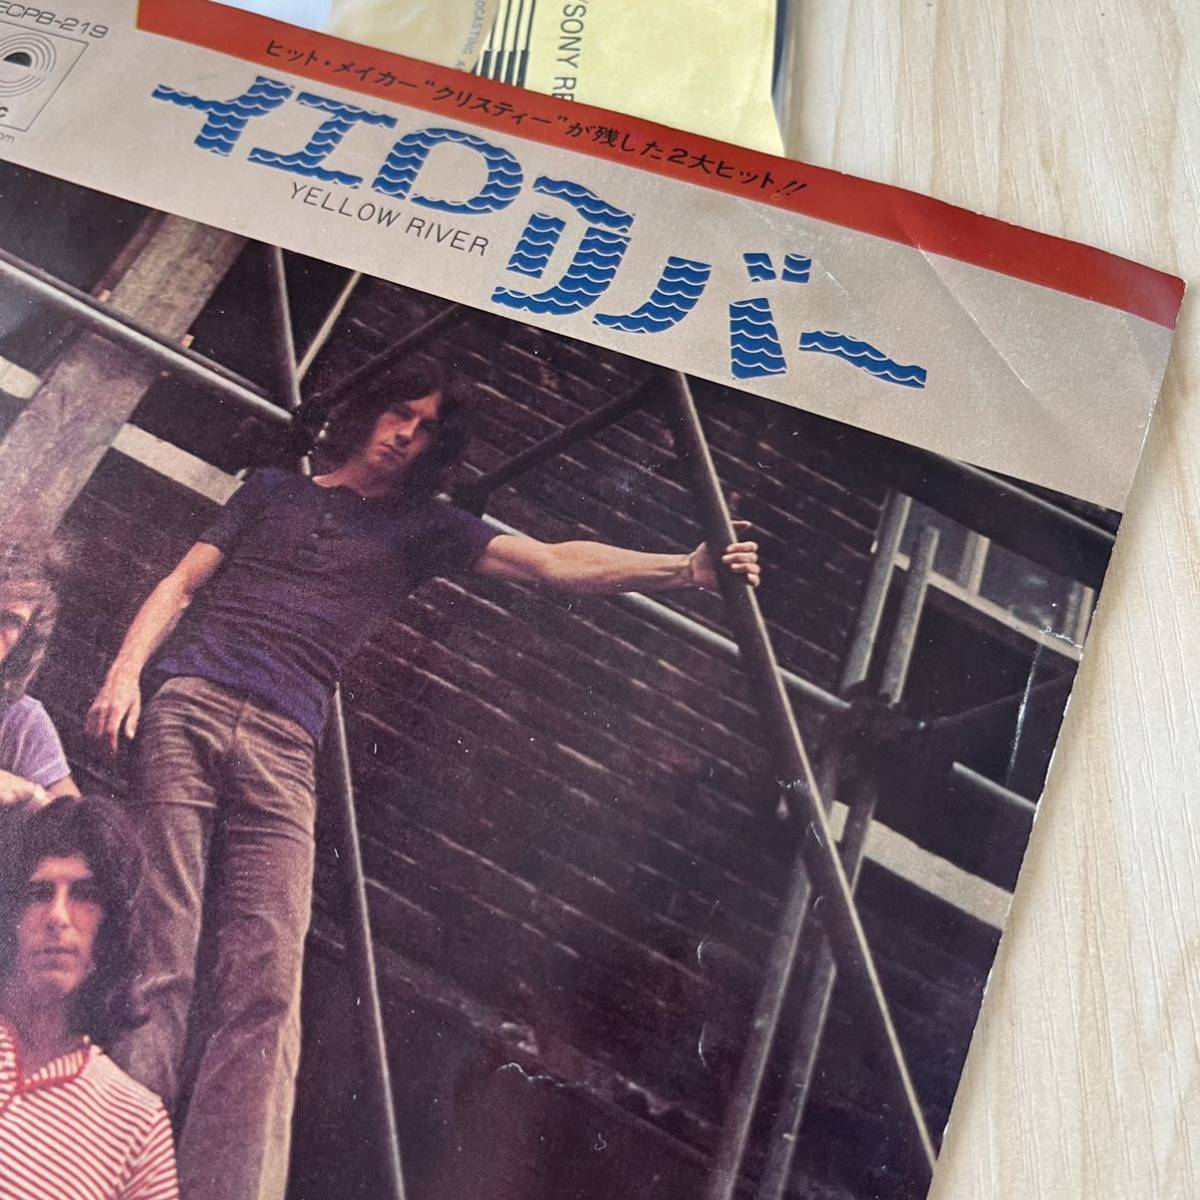 ECPB-219
SONY RE
ヒット・メイカー“クリスティー”が残した2大ヒット!!
イエロー・リバー
YELLOW RIVER